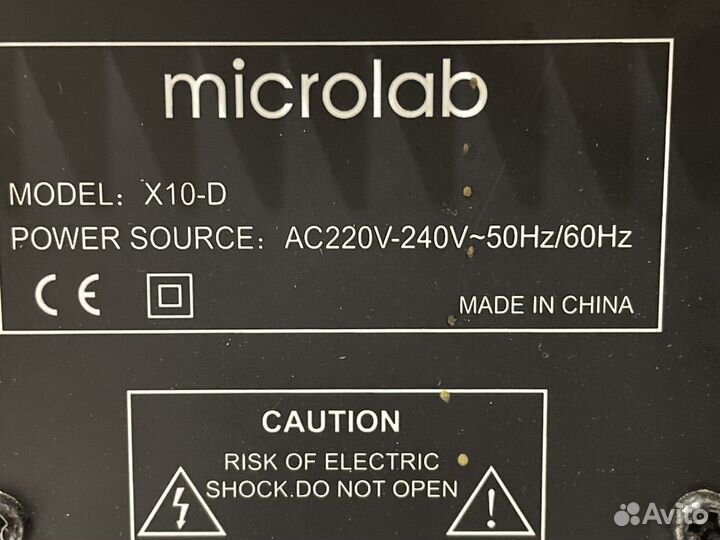 microlab
MODEL: X10-D
POWER SOURCE: AC220V-240V~50Hz/60Hz
CE
MADE IN CHINA
CAUTION
RISK OF ELECTRIC
SHOCK.DO NOT OPEN
Avito